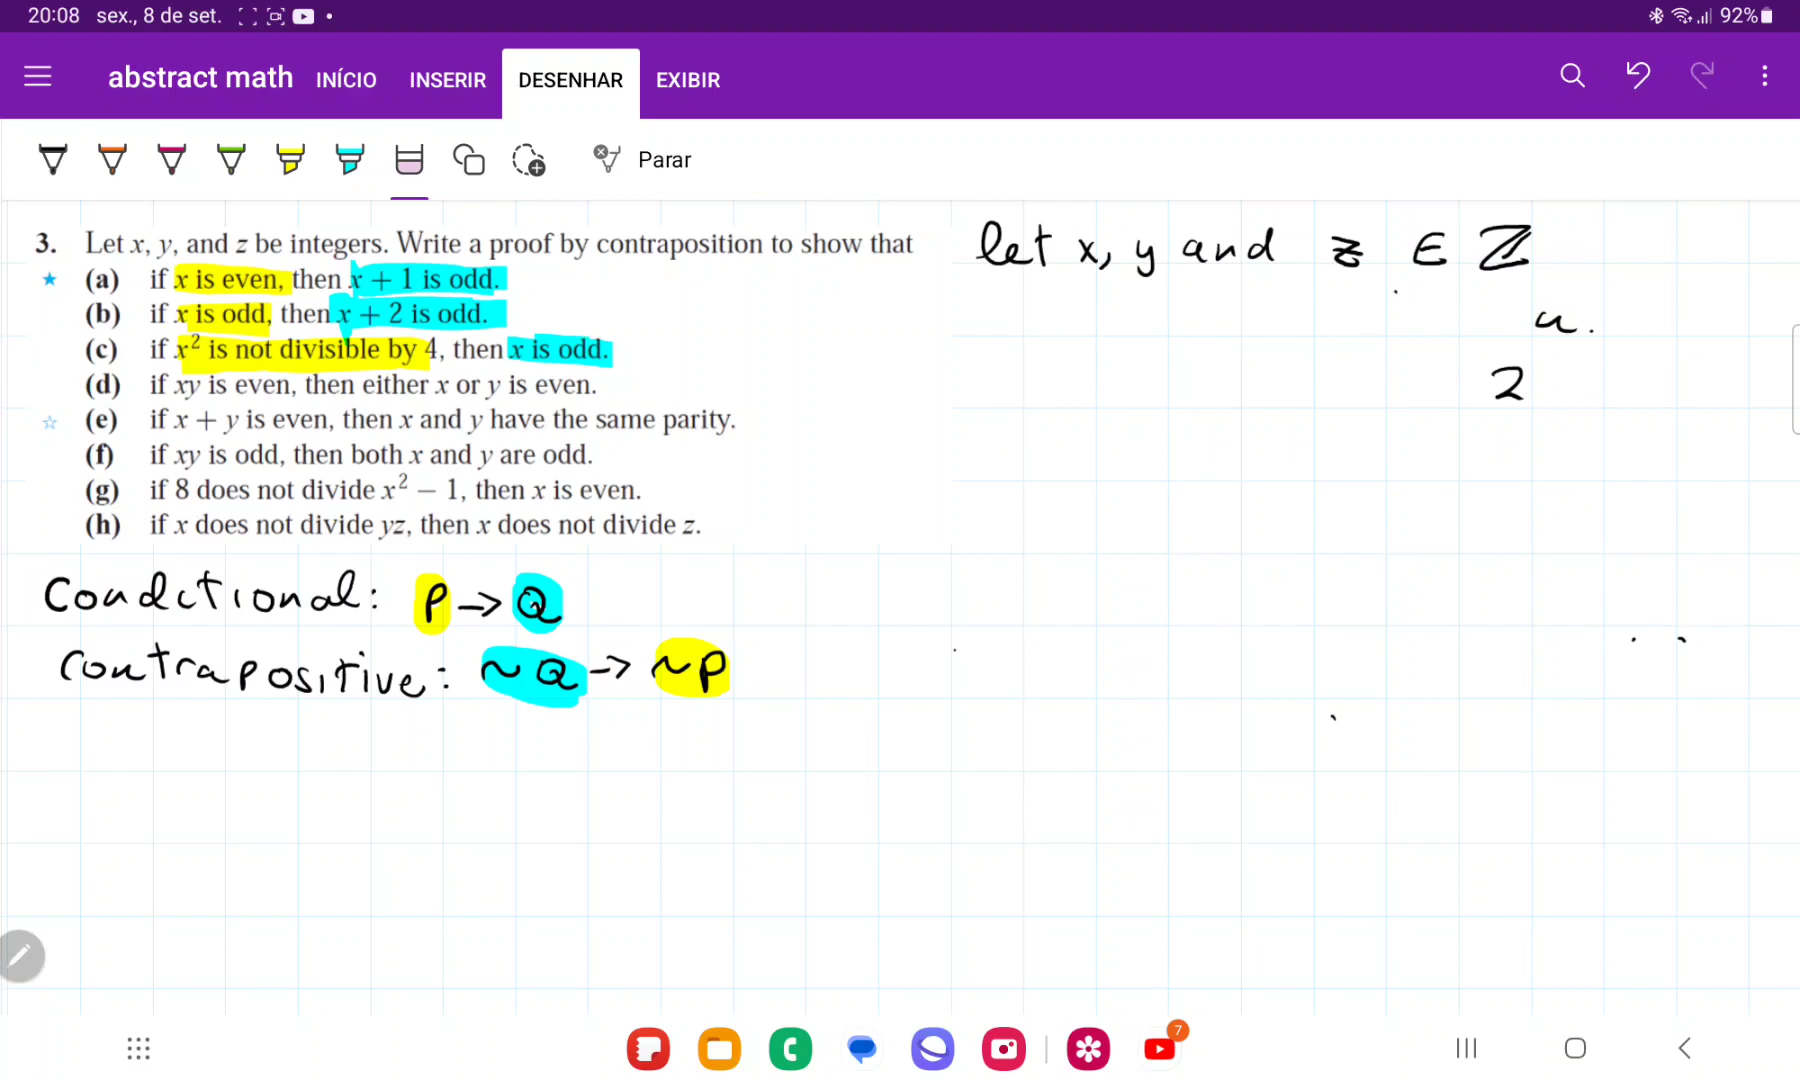 20:08 sex., 8 de set. 92%
abstract math INÍCIO INSERIR DESENHAR EXIBIR
Parar
3. Let x, y, and z be integers. Write a proof by contraposition to show that
★ (a) if x is even, then x + 1 is odd.
(b) if x is odd, then x + 2 is odd.
(c) if x² is not divisible by 4, then x is odd.
(d) if xy is even, then either x or y is even.
☆ (e) if x + y is even, then x and y have the same parity.
(f) if xy is odd, then both x and y are odd.
(g) if 8 does not divide x² − 1, then x is even.
(h) if x does not divide yz, then x does not divide z.
let x, y and z ∈ ℤ
2
Conditional: P → Q
Contrapositive: ~Q → ~P
7